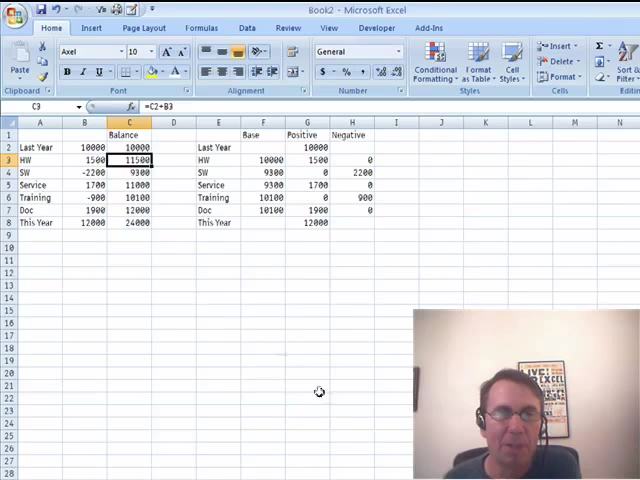 Book2 - Microsoft Excel
Home Insert Page Layout Formulas Data Review View Developer Add-Ins
Paste
Clipboard
Axel 10
B I U
Font
Alignment
General
$ % ,
Number
Conditional Formatting
Format as Table
Cell Styles
Styles
Insert
Delete
Format
Cells
Σ
Sort
Filter
C3 fx =C2+B3
A B C D E F G H I J K L M N
1 Balance Base Positive Negative
2 Last Year 10000 10000 Last Year 10000
3 HW 1500 11500 HW 10000 1500 0
4 SW -2200 9300 SW 9300 0 2200
5 Service 1700 11000 Service 9300 1700 0
6 Training -900 10100 Training 10100 0 900
7 Doc 1900 12000 Doc 10100 1900 0
8 This Year 12000 24000 This Year 12000
9
10
11
12
13
14
15
16
17
18
19
20
21
22
23
24
25
26
27
28